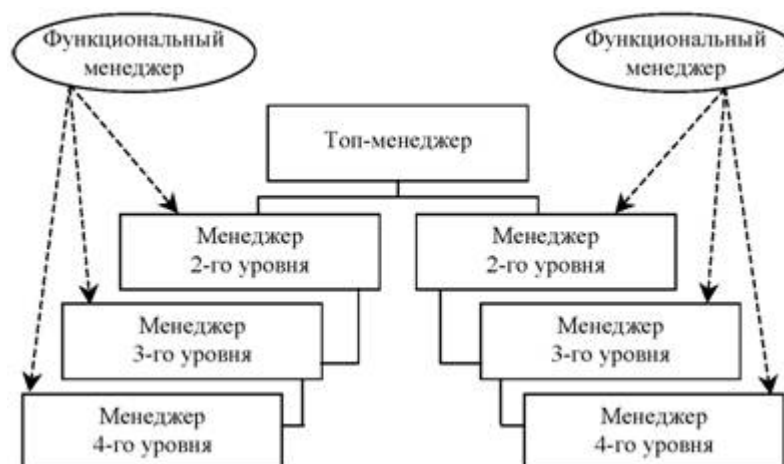 Функциональный
менеджер
Функциональный
менеджер
Топ-менеджер
Менеджер
2-го уровня
Менеджер
2-го уровня
Менеджер
3-го уровня
Менеджер
3-го уровня
Менеджер
4-го уровня
Менеджер
4-го уровня